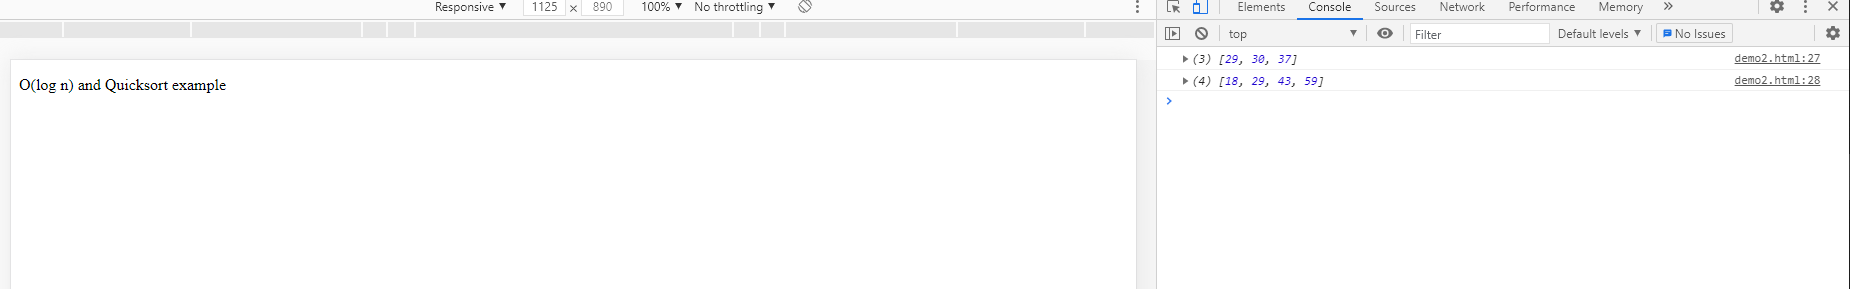 Responsive ▼ 1125 × 890 100% ▼ No throttling ▼
Elements Console Sources Network Performance Memory »
top ▼ Filter Default levels ▼ No Issues
O(log n) and Quicksort example
▶ (3) [29, 30, 37] demo2.html:27
▶ (4) [18, 29, 43, 59] demo2.html:28
>